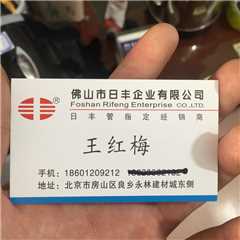 佛山市日丰企业有限公司
Foshan Rifeng Enterprise CO.,LTD.
日丰管指定经销商
王红梅
手机：18601209212
地址：北京市房山区良乡永林建材城东侧